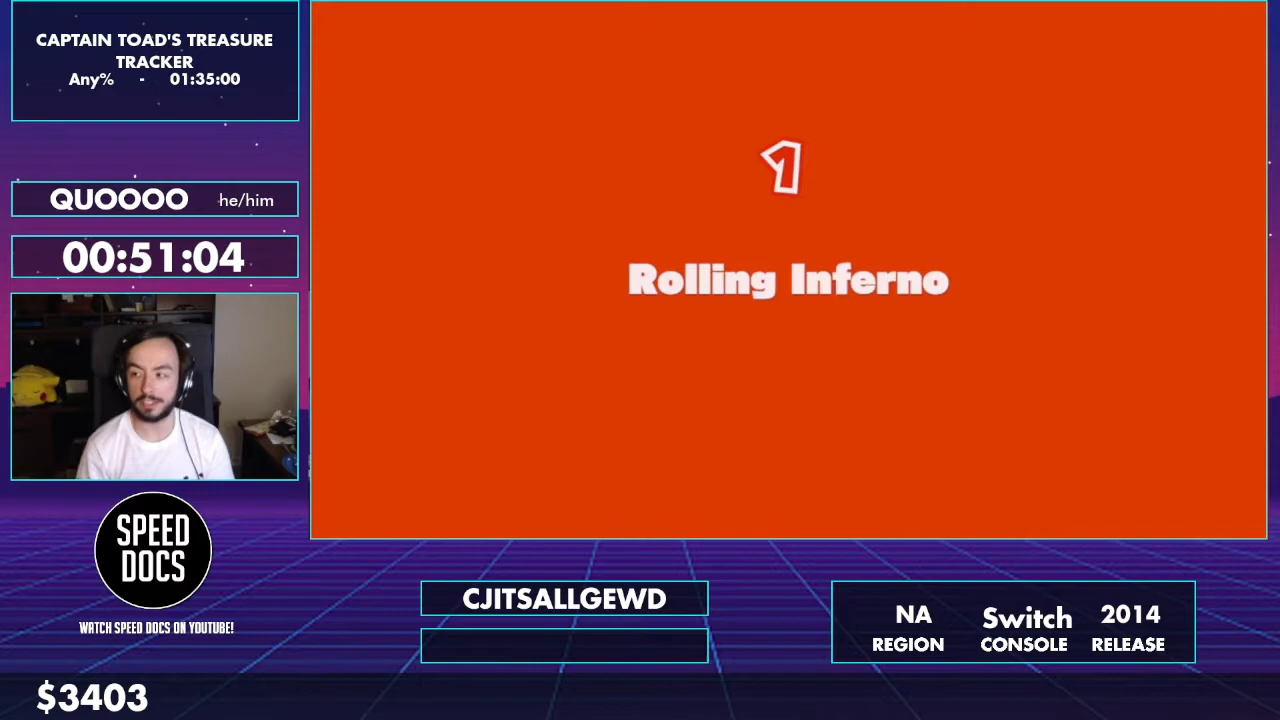 CAPTAIN TOAD'S TREASURE
TRACKER
Any% - 01:35:00
QUOOOO he/him
00:51:04
SPEED
DOCS
WATCH SPEED DOCS ON YOUTUBE!
1
Rolling Inferno
CJITSALLGEWD
NA Switch 2014
REGION CONSOLE RELEASE
$3403